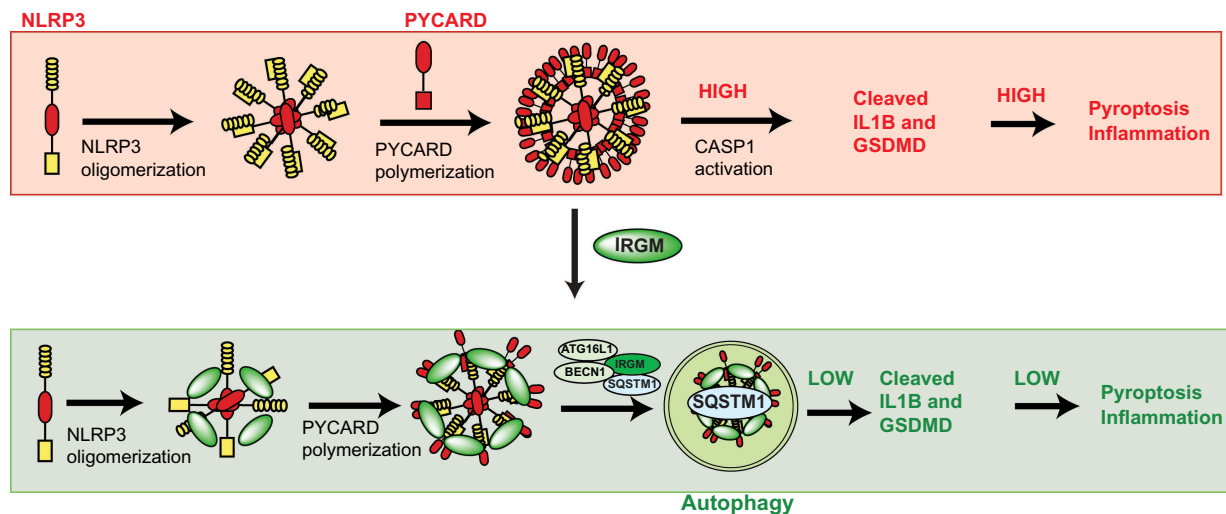 NLRP3
PYCARD
NLRP3
oligomerization
PYCARD
polymerization
HIGH
CASP1
activation
Cleaved
IL1B and
GSDMD
HIGH
Pyroptosis
Inflammation
IRGM
NLRP3
oligomerization
PYCARD
polymerization
ATG16L1
BECN1
IRGM
SQSTM1
SQSTM1
LOW
Cleaved
IL1B and
GSDMD
LOW
Pyroptosis
Inflammation
Autophagy